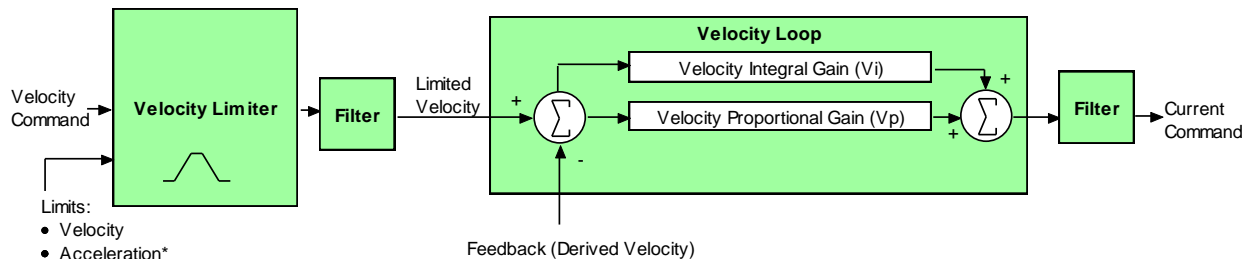 Velocity
Command
Velocity Limiter
Limits:
• Velocity
• Acceleration*
Filter
Limited
Velocity
Velocity Loop
Velocity Integral Gain (Vi)
Velocity Proportional Gain (Vp)
+
Σ
-
+
+
Σ
Feedback (Derived Velocity)
Filter
Current
Command